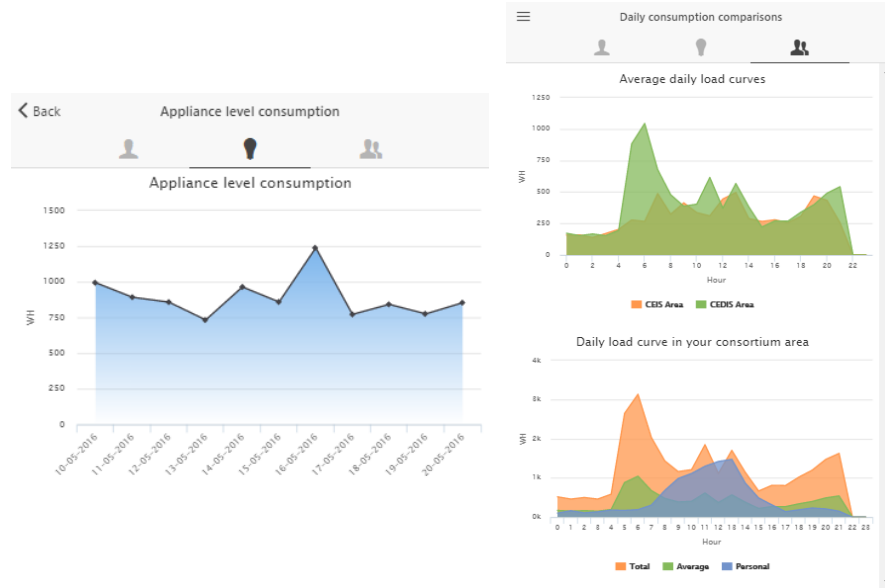 Back
Appliance level consumption
Appliance level consumption
1500
1250
1000
750
500
250
0
WH
10-05-2016
11-05-2016
12-05-2016
13-05-2016
14-05-2016
15-05-2016
16-05-2016
17-05-2016
18-05-2016
19-05-2016
20-05-2016
Daily consumption comparisons
Average daily load curves
1250
1000
750
500
250
0
WH
0 2 4 6 8 10 12 14 16 18 20 22
Hour
CEIS Area CEDIS Area
Daily load curve in your consortium area
4k
3k
2k
1k
0k
WH
0 1 2 3 4 5 6 7 8 9 10 11 12 13 14 15 16 17 18 19 20 21 22 23
Hour
Total Average Personal